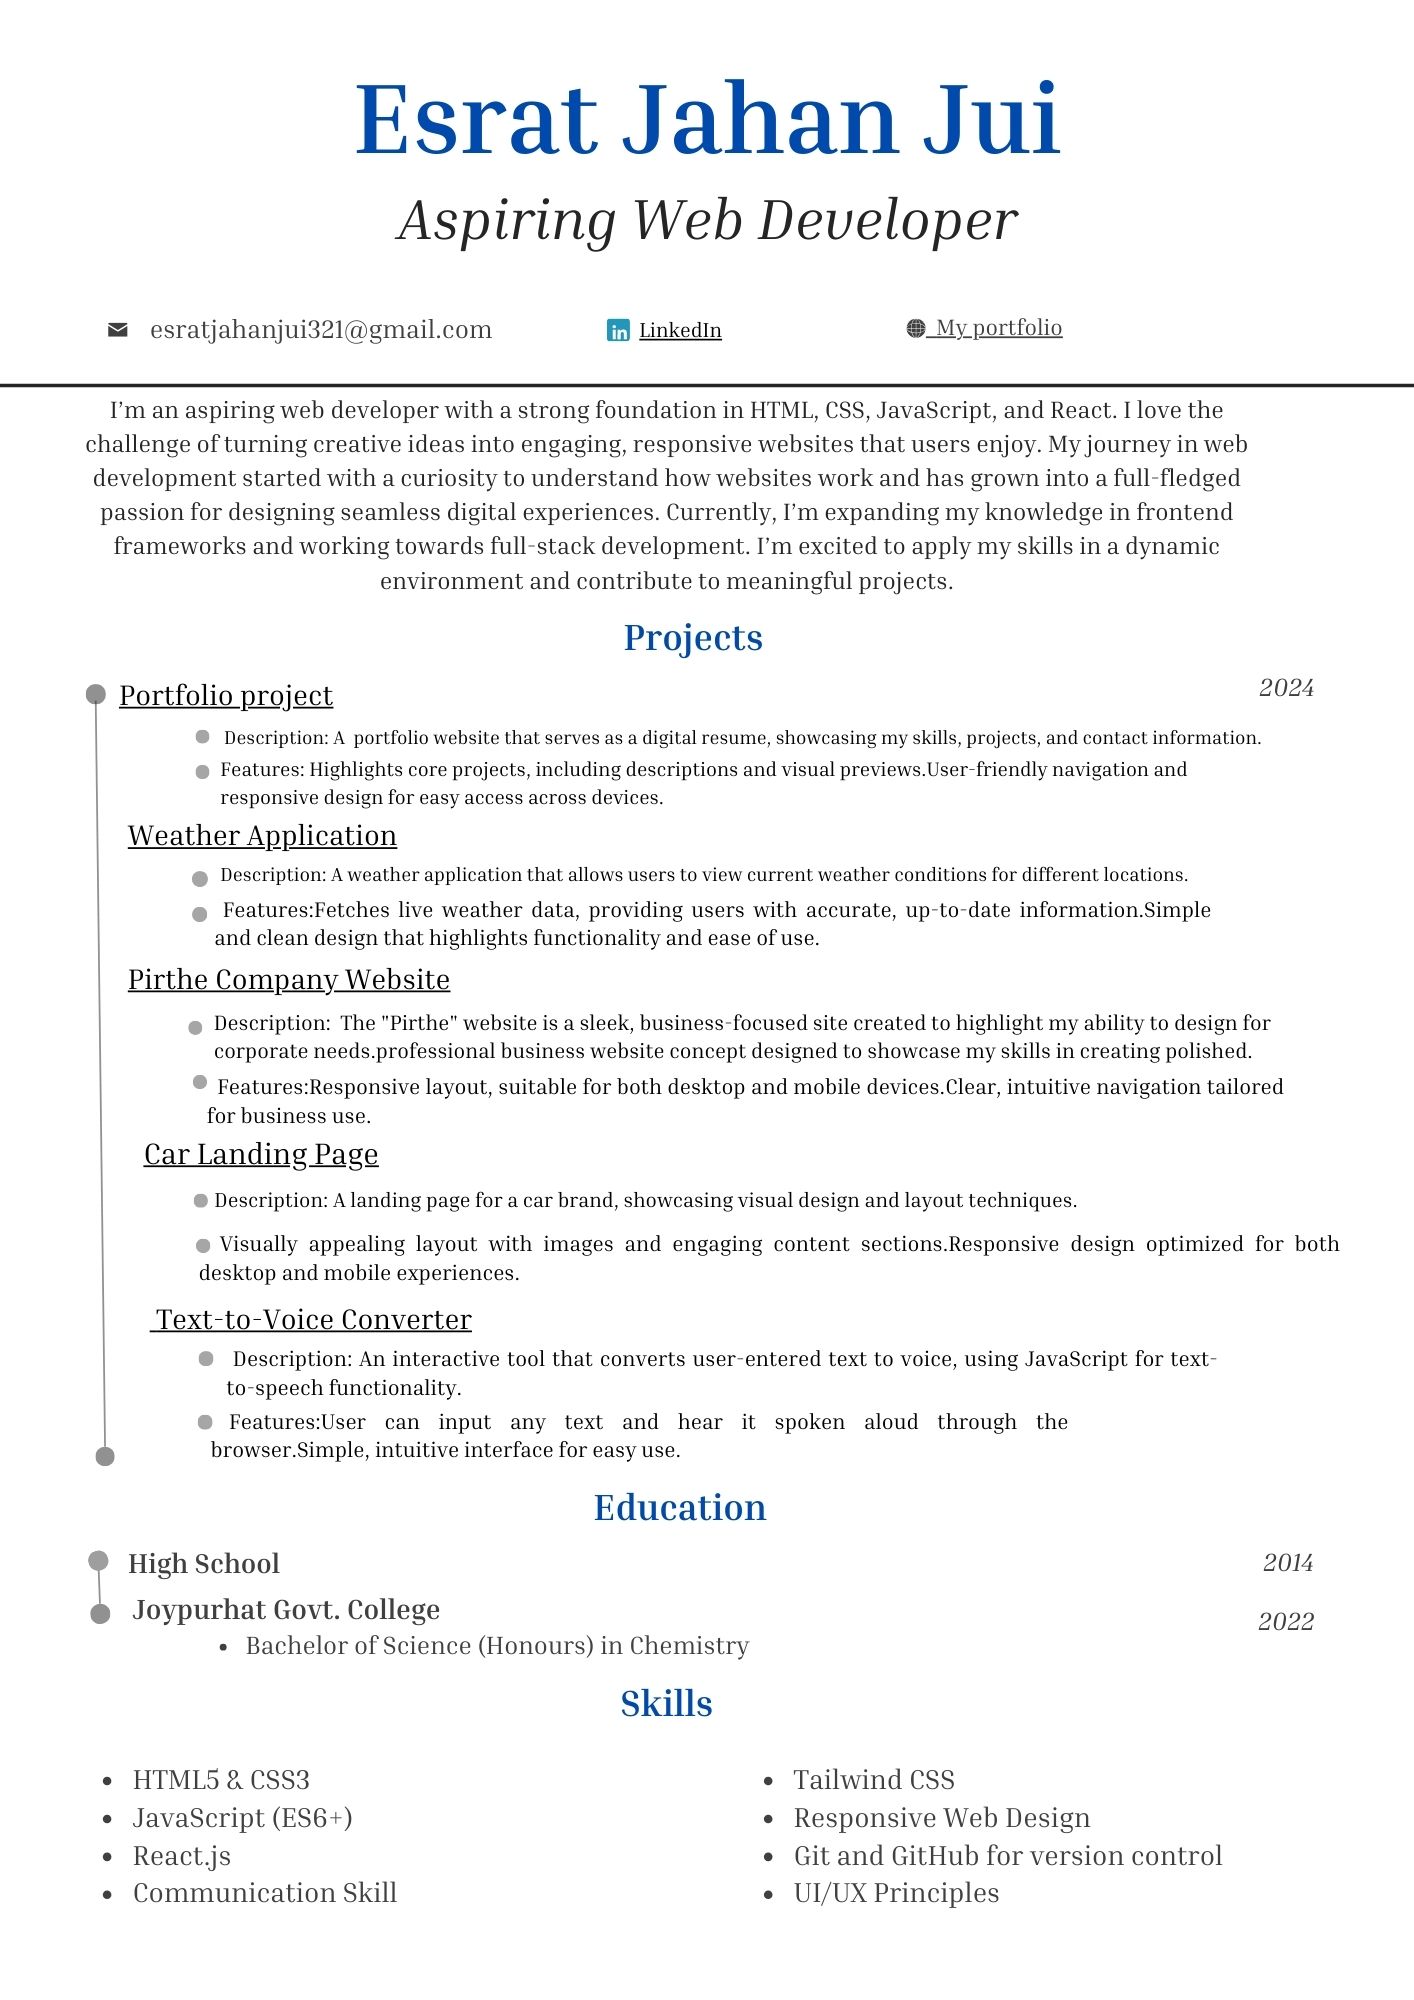 Esrat Jahan Jui
Aspiring Web Developer
esratjahanjui321@gmail.com
LinkedIn
My portfolio
I’m an aspiring web developer with a strong foundation in HTML, CSS, JavaScript, and React. I love the
challenge of turning creative ideas into engaging, responsive websites that users enjoy. My journey in web
development started with a curiosity to understand how websites work and has grown into a full-fledged
passion for designing seamless digital experiences. Currently, I’m expanding my knowledge in frontend
frameworks and working towards full-stack development. I’m excited to apply my skills in a dynamic
environment and contribute to meaningful projects.
Projects
Portfolio project
2024
Description: A portfolio website that serves as a digital resume, showcasing my skills, projects, and contact information.
Features: Highlights core projects, including descriptions and visual previews.User-friendly navigation and
responsive design for easy access across devices.
Weather Application
Description: A weather application that allows users to view current weather conditions for different locations.
Features:Fetches live weather data, providing users with accurate, up-to-date information.Simple
and clean design that highlights functionality and ease of use.
Pirthe Company Website
Description: The "Pirthe" website is a sleek, business-focused site created to highlight my ability to design for
corporate needs.professional business website concept designed to showcase my skills in creating polished.
Features:Responsive layout, suitable for both desktop and mobile devices.Clear, intuitive navigation tailored
for business use.
Car Landing Page
Description: A landing page for a car brand, showcasing visual design and layout techniques.
Visually appealing layout with images and engaging content sections.Responsive design optimized for both
desktop and mobile experiences.
Text-to-Voice Converter
Description: An interactive tool that converts user-entered text to voice, using JavaScript for text-
to-speech functionality.
Features:User can input any text and hear it spoken aloud through the
browser.Simple, intuitive interface for easy use.
Education
High School
2014
Joypurhat Govt. College
2022
• Bachelor of Science (Honours) in Chemistry
Skills
• HTML5 & CSS3
• JavaScript (ES6+)
• React.js
• Communication Skill
• Tailwind CSS
• Responsive Web Design
• Git and GitHub for version control
• UI/UX Principles